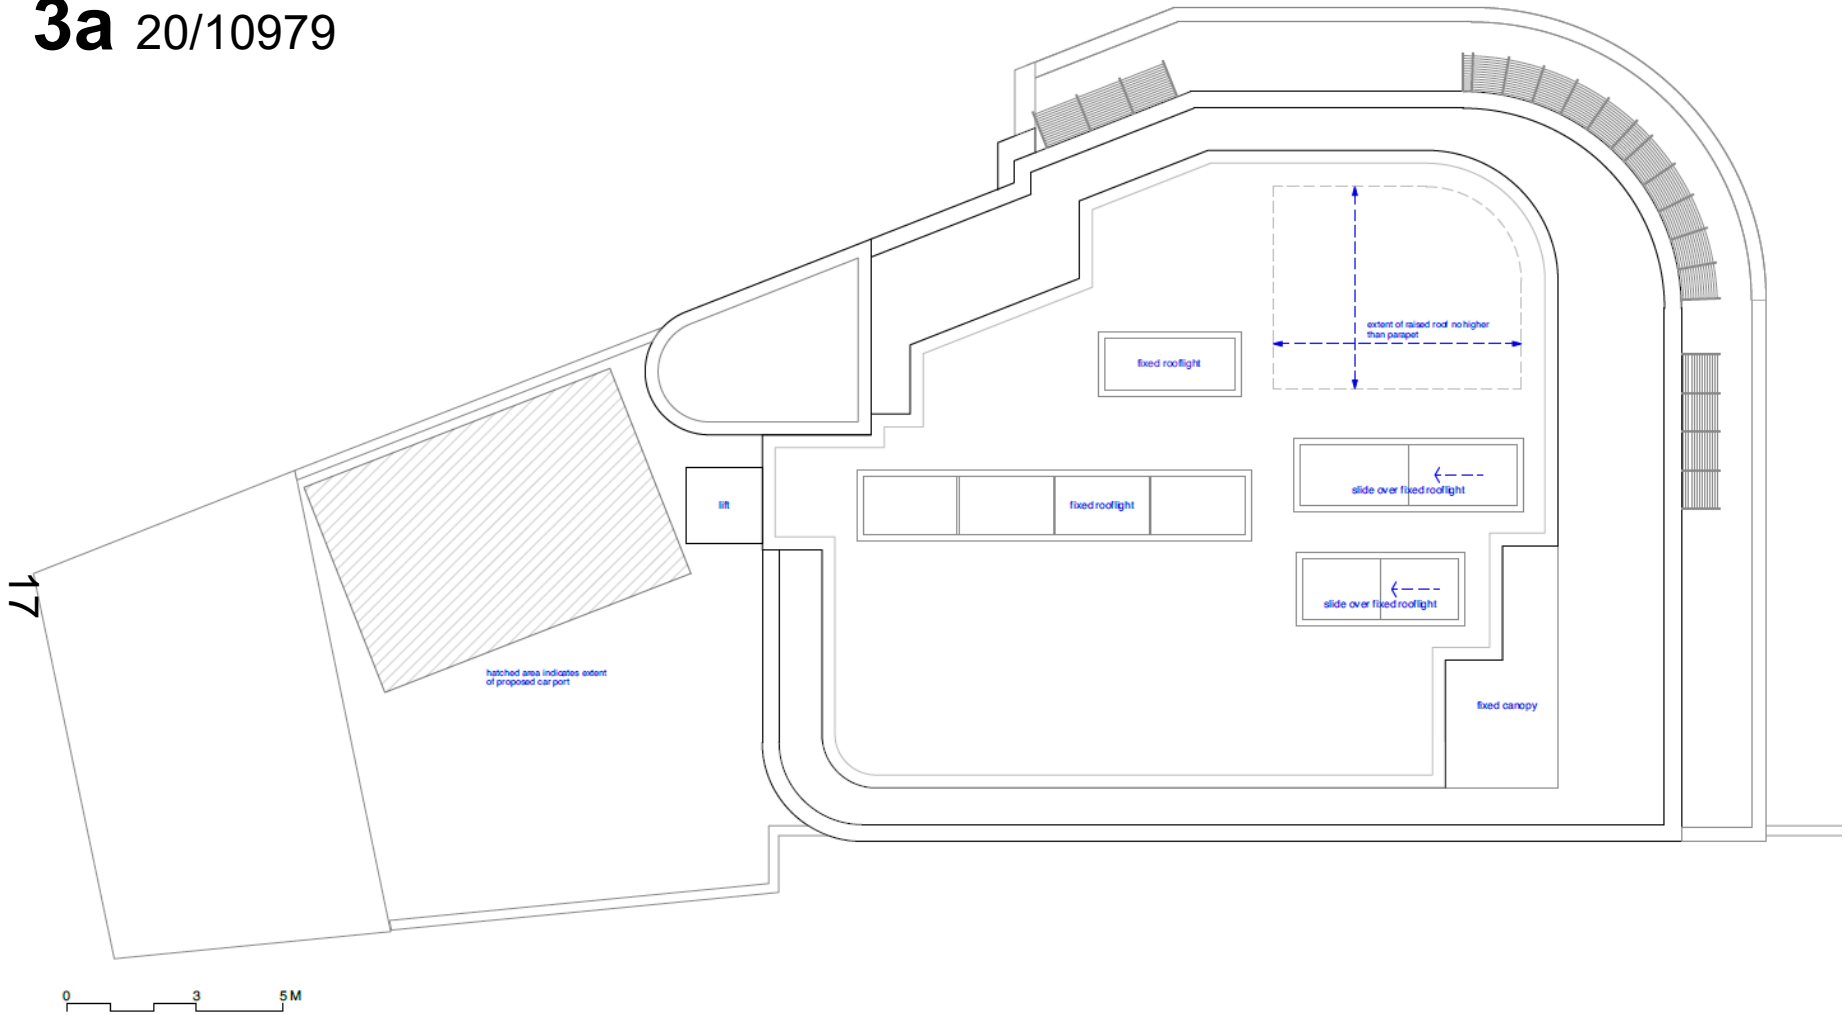 3a 20/10979
extent of raised roof no higher
than parapet
fixed rooflight
slide over fixed rooflight
lift
fixed rooflight
slide over fixed rooflight
17
hatched area indicates extent
of proposed car port
fixed canopy
0 3 5 M